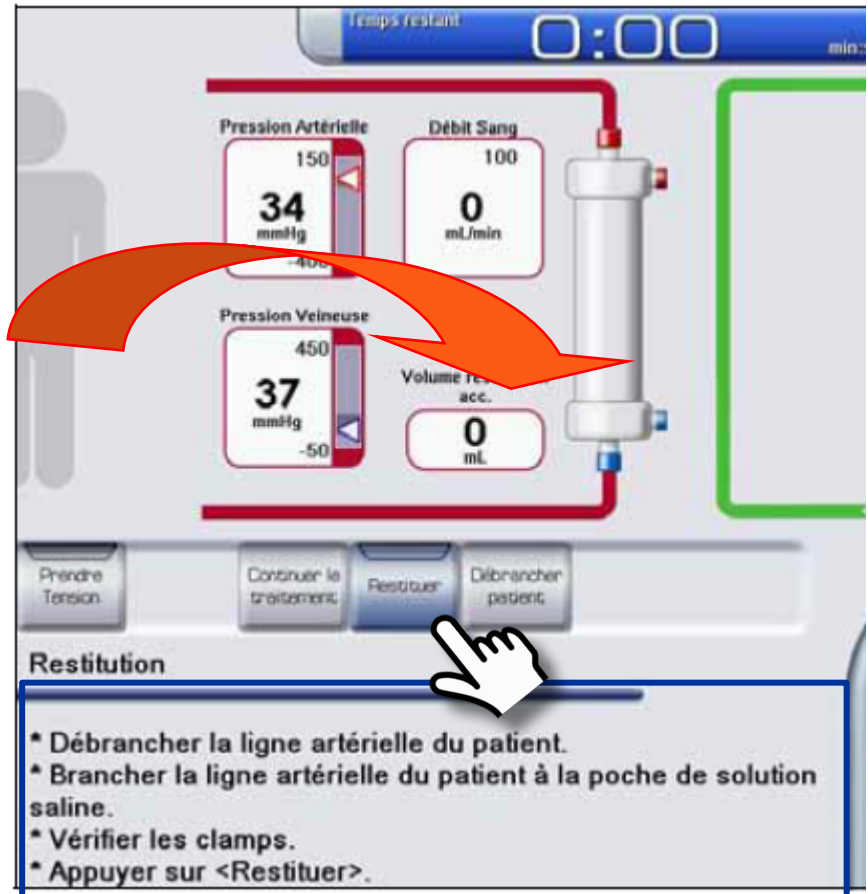 Temps restant
0:00
min:s
Pression Artérielle
150
34
mmHg
-400
Débit Sang
100
0
mL/min
Pression Veineuse
450
37
mmHg
-50
Volume
acc.
0
mL
Prendre
Tension
Continuer le
traitement
Restituer
Débrancher
patient
Restitution
* Débrancher la ligne artérielle du patient.
* Brancher la ligne artérielle du patient à la poche de solution
saline.
* Vérifier les clamps.
* Appuyer sur <Restituer>.